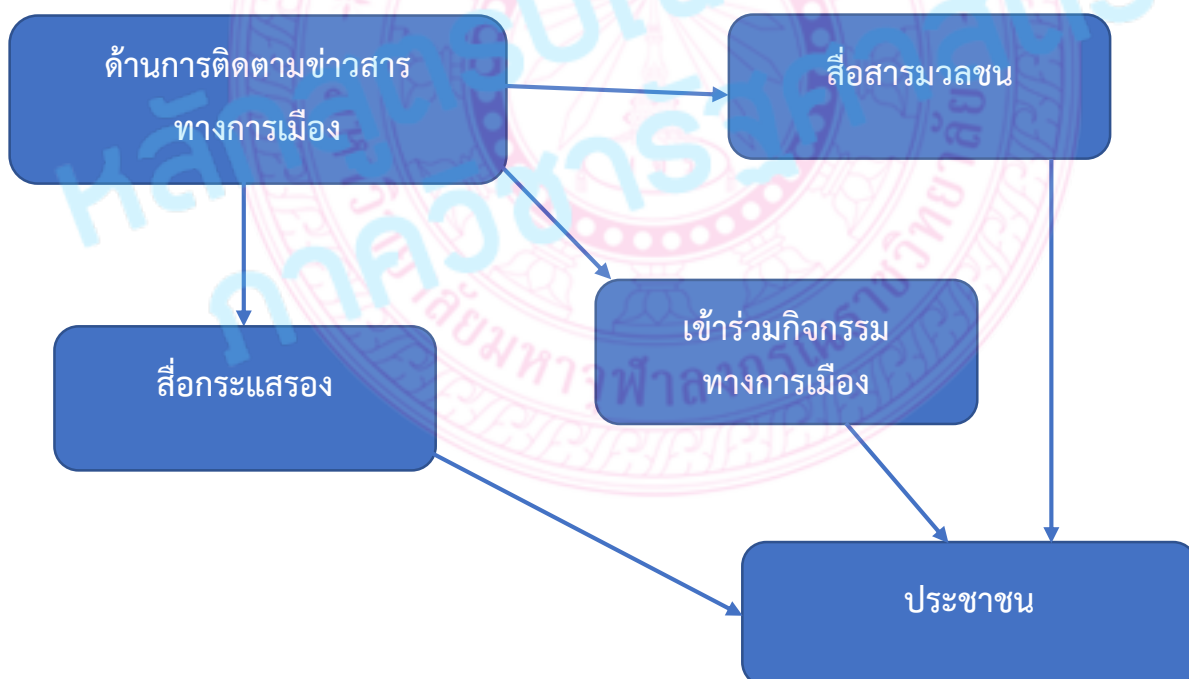 ด้านการติดตามข่าวสาร
ทางการเมือง
สื่อสารมวลชน
เข้าร่วมกิจกรรม
ทางการเมือง
สื่อกระแสรอง
ประชาชน